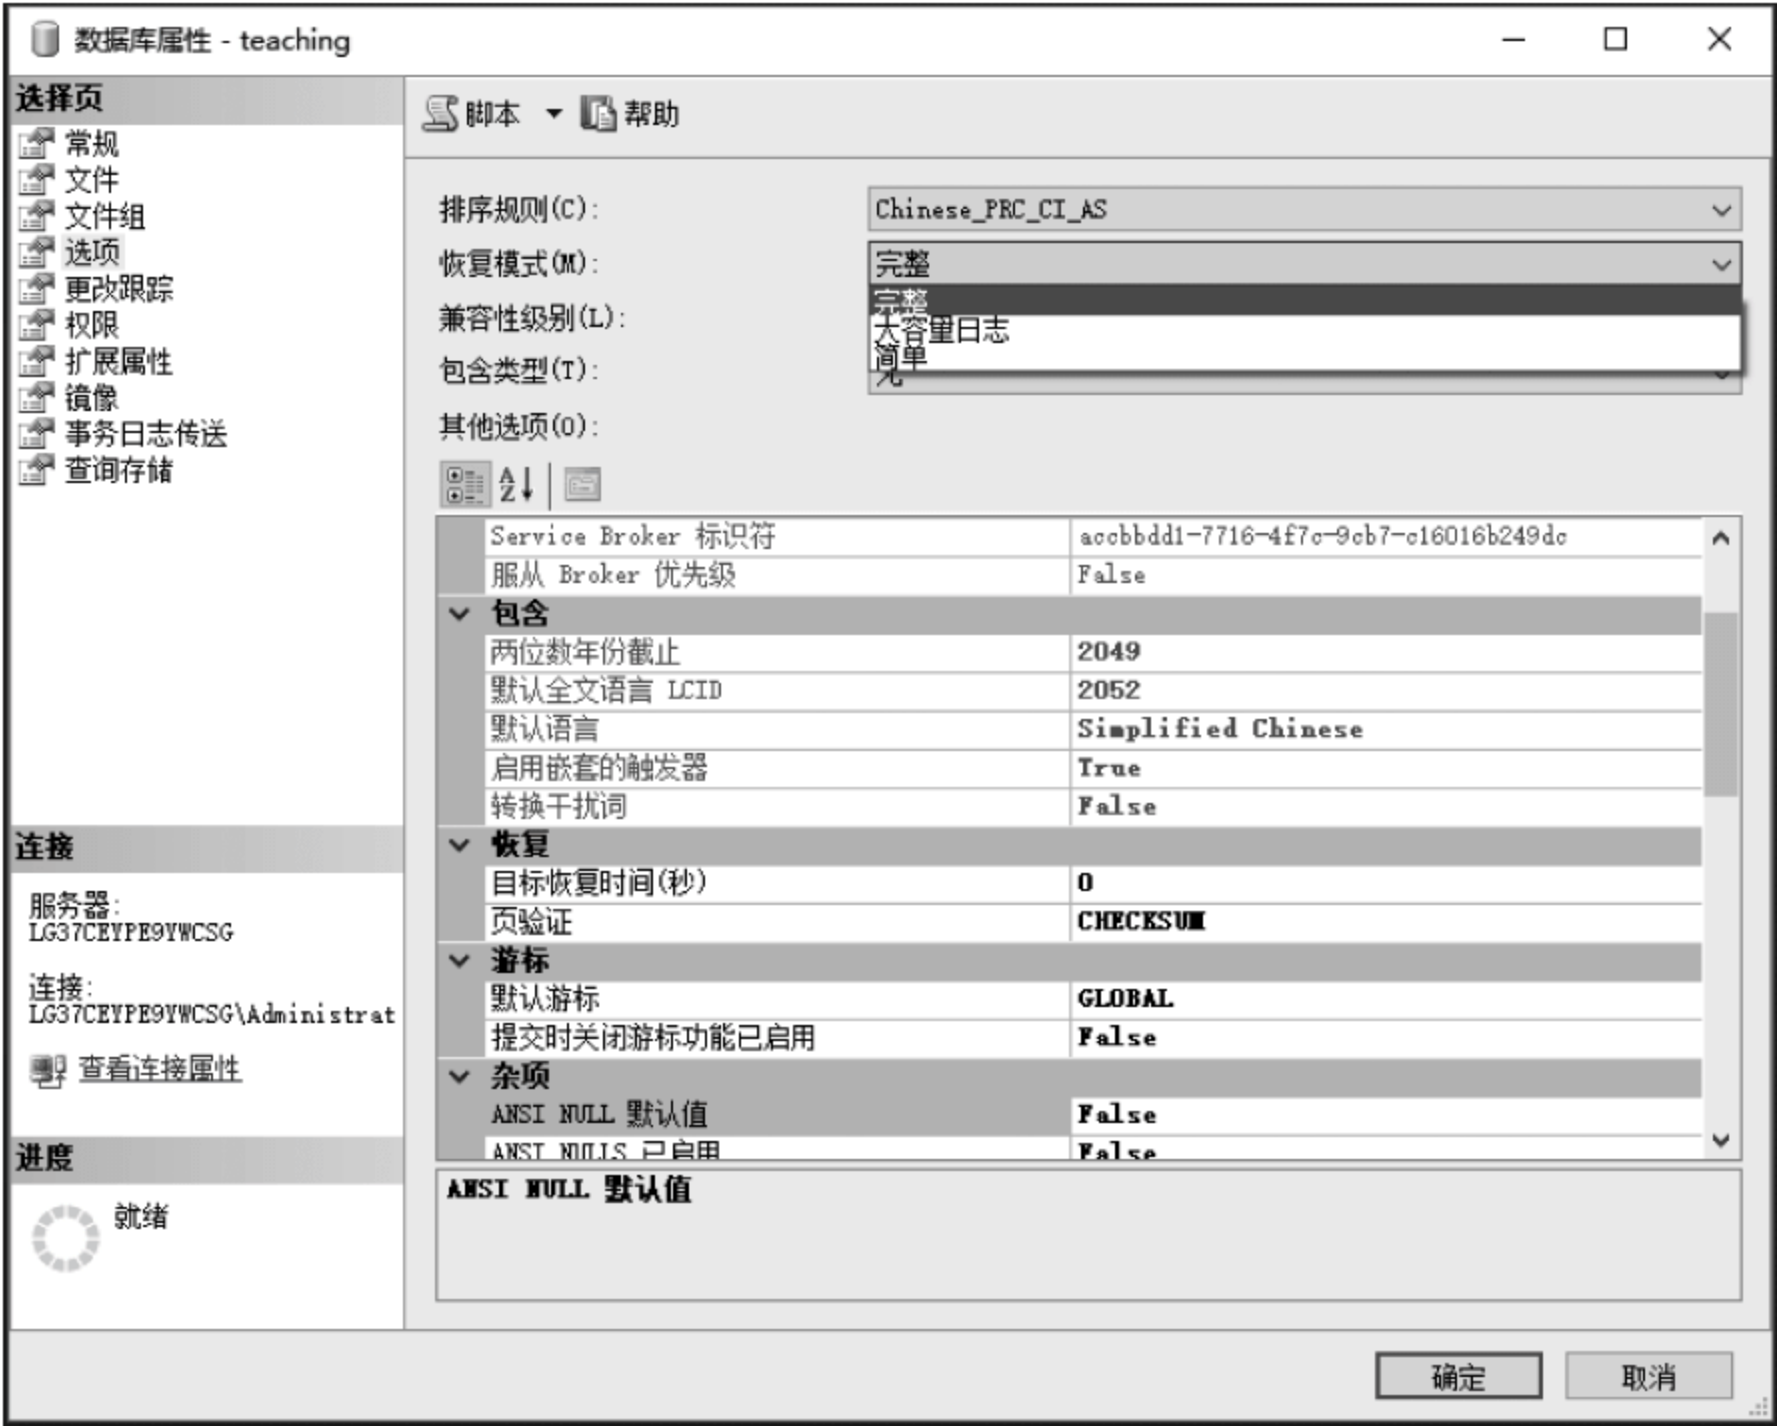 数据库属性 - teaching
选择页
常规
文件
文件组
选项
更改跟踪
权限
扩展属性
镜像
事务日志传送
查询存储
连接
服务器:
LG37CEYPE9YWCSG
连接:
LG37CEYPE9YWCSG\Administrat
查看连接属性
进度
就绪
脚本 帮助
排序规则(C): Chinese_PRC_CI_AS
恢复模式(M): 完整
完整
兼容性级别(L): 大容量日志
简单
包含类型(T): 无
其他选项(O):
Service Broker 标识符 accbbdd1-7716-4f7c-9cb7-c16016b249dc
服从 Broker 优先级 False
包含
两位数年份截止 2049
默认全文语言 LCID 2052
默认语言 Simplified Chinese
启用嵌套的触发器 True
转换干扰词 False
恢复
目标恢复时间(秒) 0
页验证 CHECKSUM
游标
默认游标 GLOBAL
提交时关闭游标功能已启用 False
杂项
ANSI NULL 默认值 False
ANSI NULLS 已启用 False
ANSI NULL 默认值
确定 取消